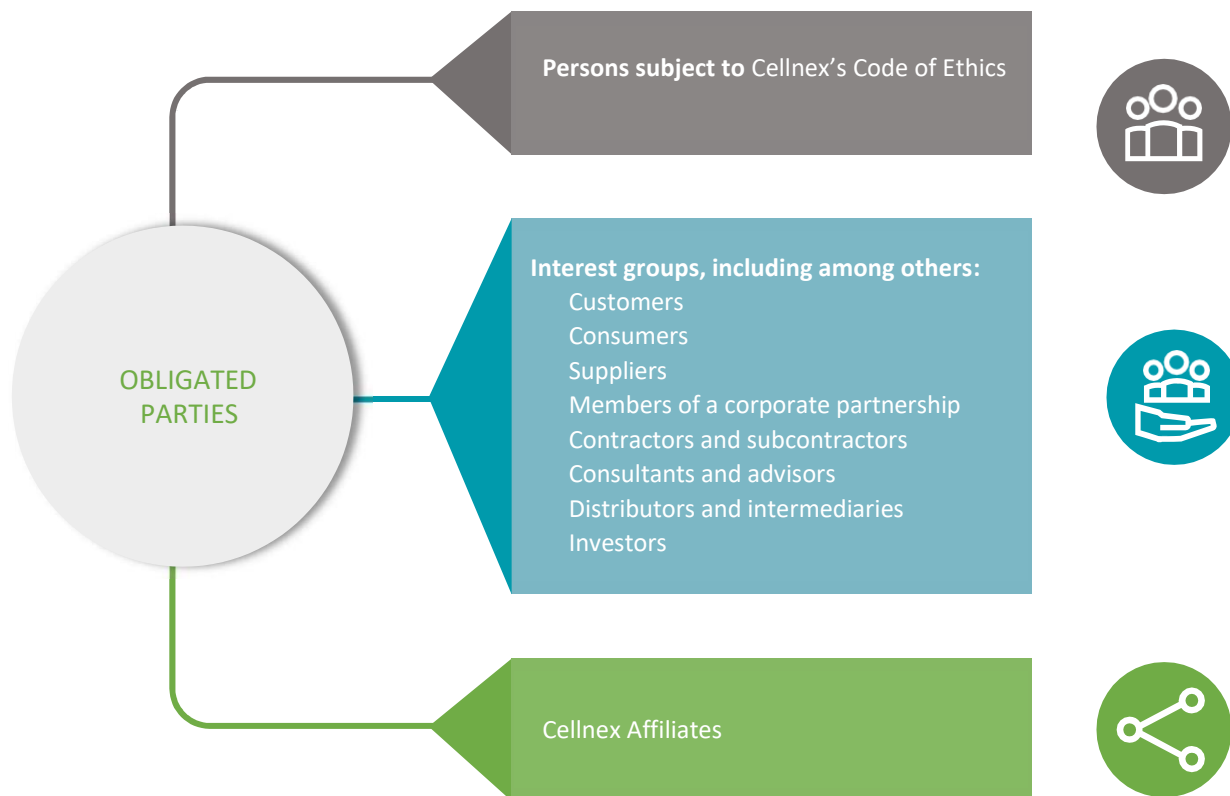 Persons subject to Cellnex’s Code of Ethics
OBLIGATED
PARTIES
Interest groups, including among others:
Customers
Consumers
Suppliers
Members of a corporate partnership
Contractors and subcontractors
Consultants and advisors
Distributors and intermediaries
Investors
Cellnex Affiliates